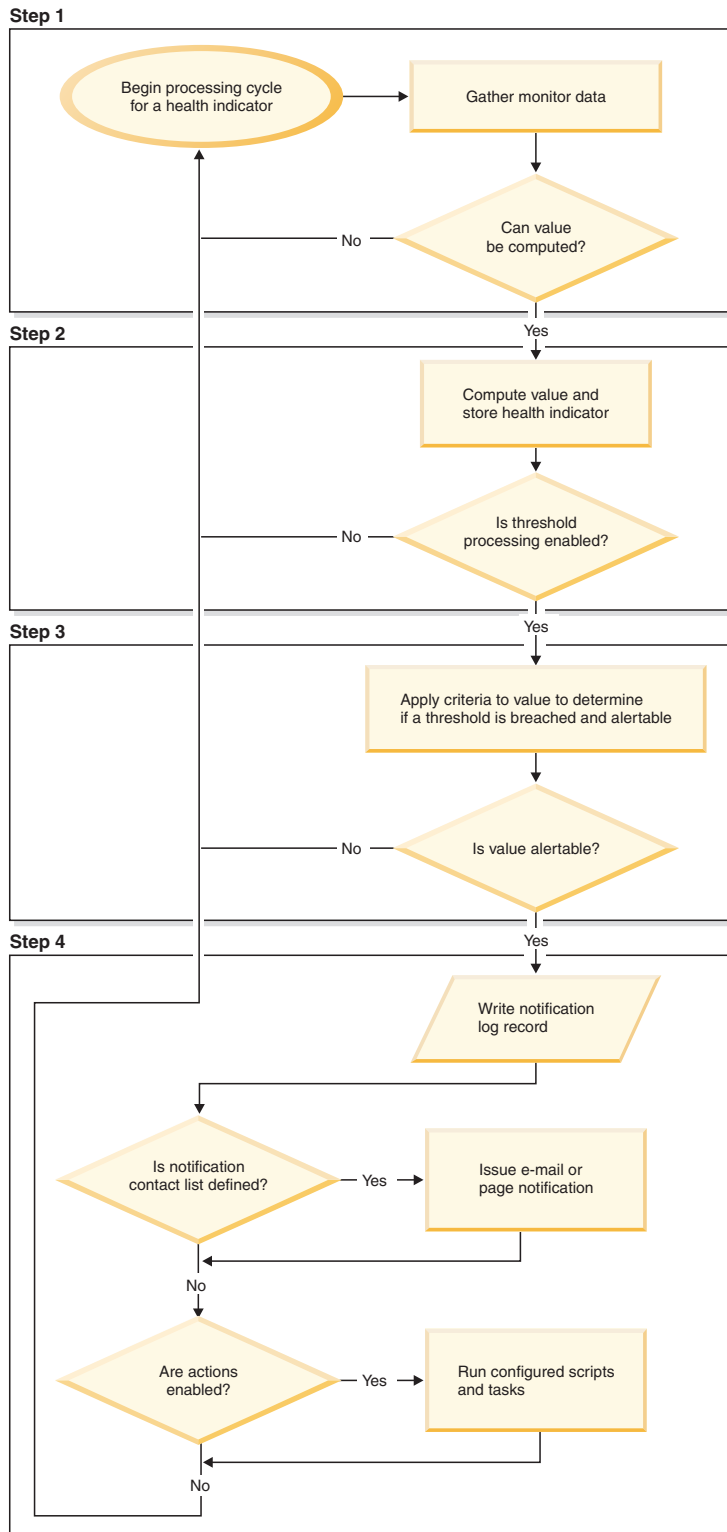 Step 1
Begin processing cycle
for a health indicator
Gather monitor data
Can value
be computed?
No
Yes
Step 2
Compute value and
store health indicator
Is threshold
processing enabled?
No
Yes
Step 3
Apply criteria to value to determine
if a threshold is breached and alertable
Is value alertable?
No
Yes
Step 4
Write notification
log record
Is notification
contact list defined?
Yes
Issue e-mail or
page notification
No
Are actions
enabled?
Yes
Run configured scripts
and tasks
No